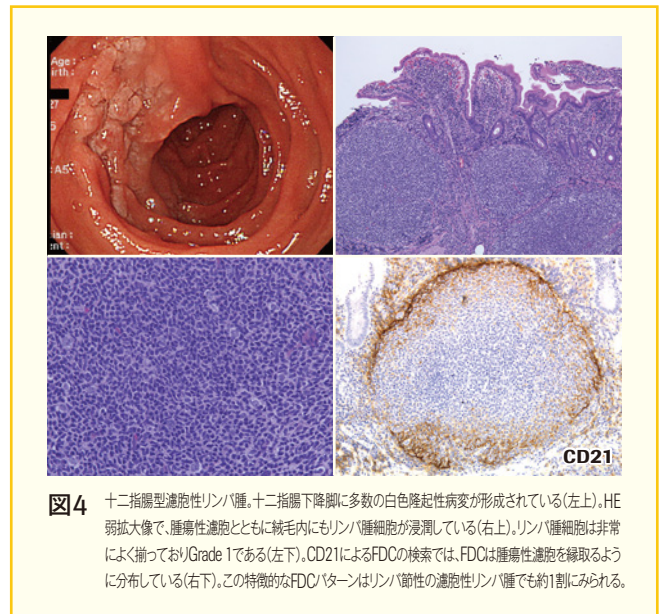 Age:
irth:
27
6
:A5
ian:
ent:
CD21
図4 十二指腸型濾胞性リンパ腫。十二指腸下降脚に多数の白色隆起性病変が形成されている(左上)。HE
弱拡大像で、腫瘍性濾胞とともに絨毛内にもリンパ腫細胞が浸潤している(右上)。リンパ腫細胞は非常
によく揃っておりGrade 1である(左下)。CD21によるFDCの検索では、FDCは腫瘍性濾胞を縁取るよう
に分布している(右下)。この特徴的なFDCパターンはリンパ節性の濾胞性リンパ腫でも約1割にみられる。